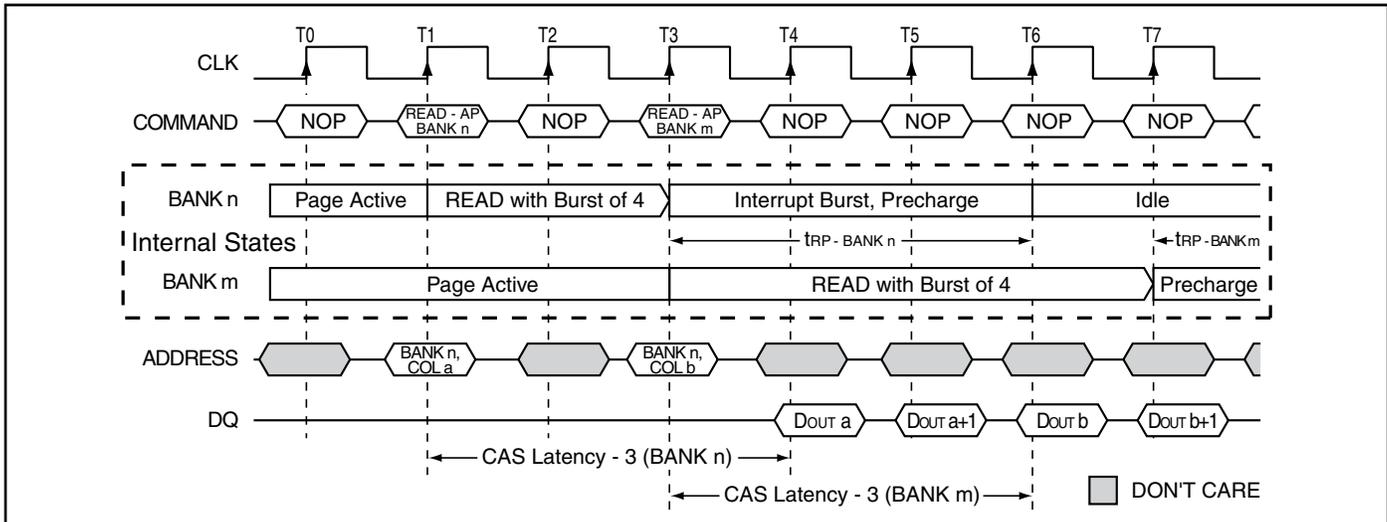 T0 T1 T2 T3 T4 T5 T6 T7
CLK
COMMAND NOP READ - AP BANK n NOP READ - AP BANK m NOP NOP NOP NOP
BANK n Page Active READ with Burst of 4 Interrupt Burst, Precharge Idle
Internal States tRP - BANK n tRP - BANK m
BANK m Page Active READ with Burst of 4 Precharge
ADDRESS BANK n, COL a BANK n, COL b
DQ DOUT a DOUT a+1 DOUT b DOUT b+1
CAS Latency - 3 (BANK n)
CAS Latency - 3 (BANK m)
DON'T CARE